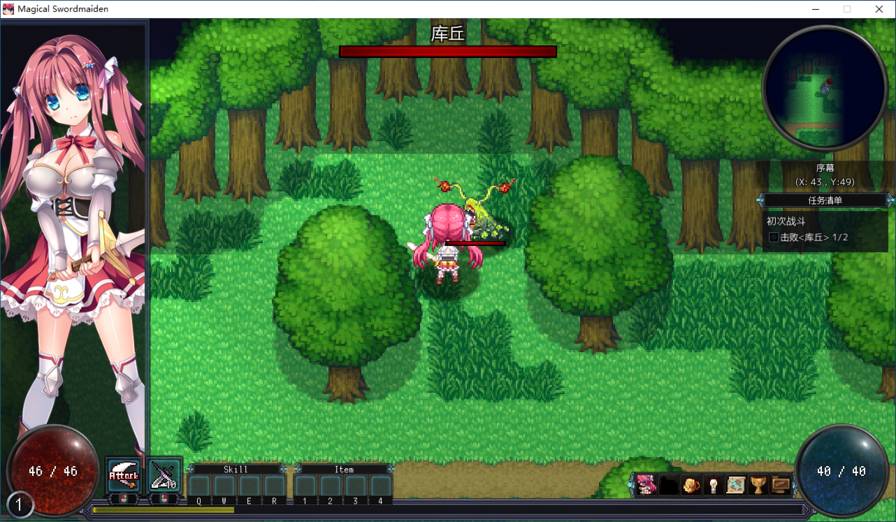 Magical Swordmaiden
库丘
序幕
(X: 43 , Y:49)
任务清单
初次战斗
击败<库丘> 1/2
46 / 46
Attack
Skill
Item
Q W E R
1 2 3 4
40 / 40
1